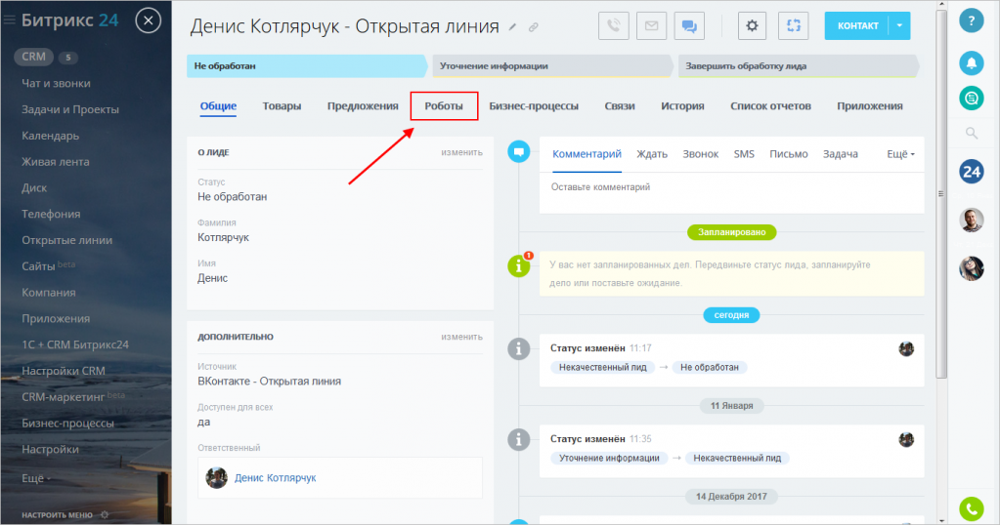 Битрикс 24
CRM 5
Чат и звонки
Задачи и Проекты
Календарь
Живая лента
Диск
Телефония
Открытые линии
Сайты beta
Компания
Приложения
1С + CRM Битрикс24
Настройки CRM
CRM-маркетинг beta
Бизнес-процессы
Настройки
Ещё
НАСТРОИТЬ МЕНЮ
Денис Котлярчук - Открытая линия
КОНТАКТ
Не обработан
Уточнение информации
Завершить обработку лида
Общие Товары Предложения Роботы Бизнес-процессы Связи История Список отчетов Приложения
О ЛИДЕ изменить
Статус
Не обработан
Фамилия
Котлярчук
Имя
Денис
ДОПОЛНИТЕЛЬНО изменить
Источник
ВКонтакте - Открытая линия
Доступен для всех
да
Ответственный
Денис Котлярчук
Комментарий Ждать Звонок SMS Письмо Задача Ещё
Оставьте комментарий
Запланировано
1
У вас нет запланированных дел. Передвиньте статус лида, запланируйте
дело или поставьте ожидание.
сегодня
Статус изменён 11:17
Некачественный лид → Не обработан
11 Января
Статус изменён 11:35
Уточнение информации → Некачественный лид
14 Декабря 2017
?
24